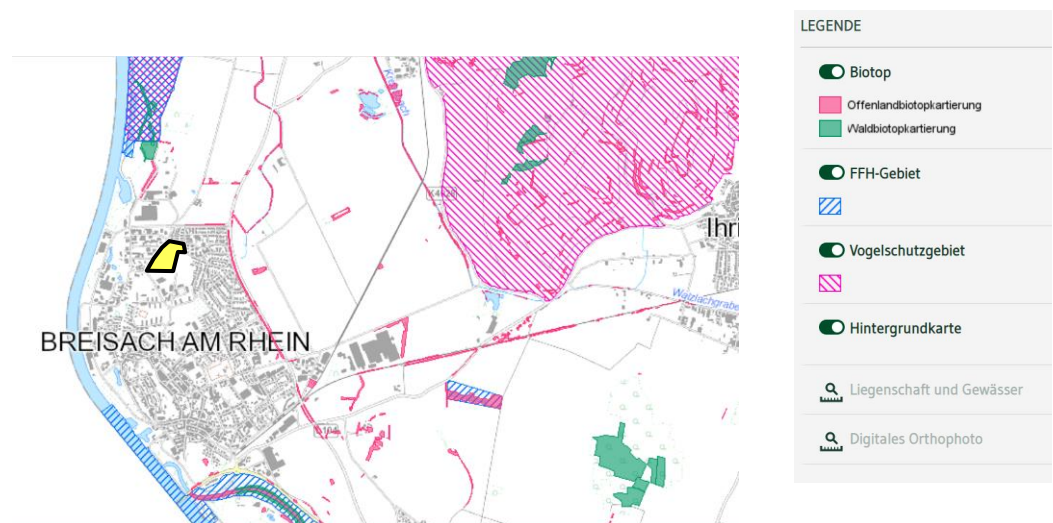 LEGENDE
Biotop
Offenlandbiotopkartierung
Waldbiotopkartierung
FFH-Gebiet
Vogelschutzgebiet
Hintergrundkarte
Liegenschaft und Gewässer
Digitales Orthophoto
Ihri
BREISACH AM RHEIN